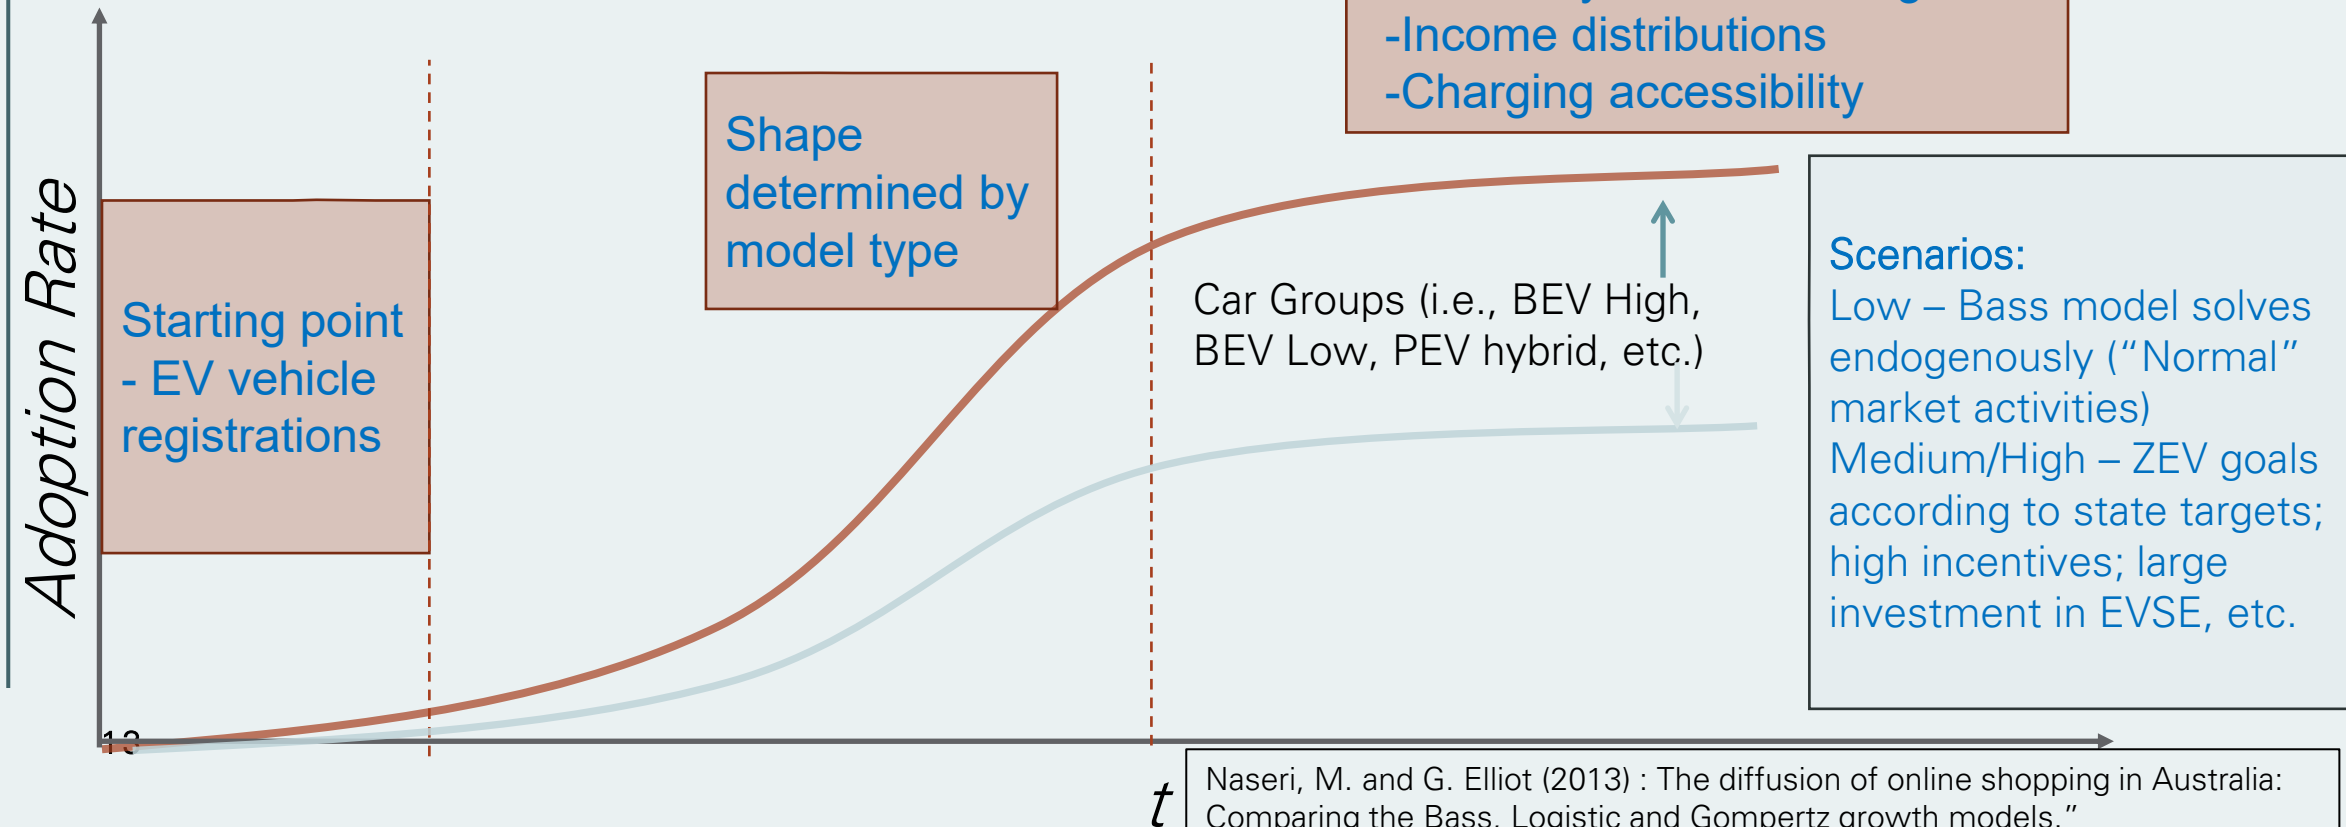 -Income distributions
-Charging accessibility
Shape
determined by
model type
Adoption Rate
Starting point
- EV vehicle
registrations
Car Groups (i.e., BEV High,
BEV Low, PEV hybrid, etc.)
Scenarios:
Low – Bass model solves
endogenously (“Normal”
market activities)
Medium/High – ZEV goals
according to state targets;
high incentives; large
investment in EVSE, etc.
13
t
Naseri, M. and G. Elliot (2013) : The diffusion of online shopping in Australia:
Comparing the Bass, Logistic and Gompertz growth models.”